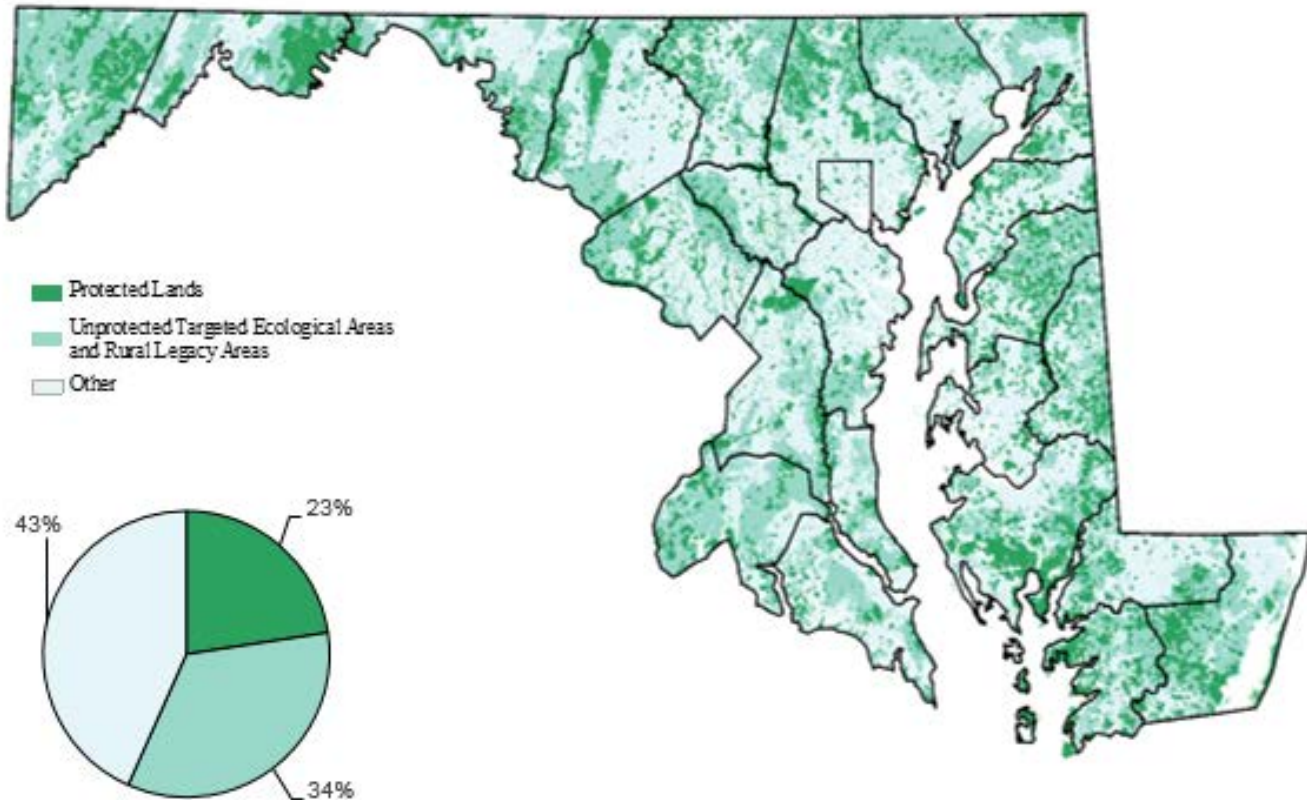 Protected Lands
Unprotected Targeted Ecological Areas
and Rural Legacy Areas
Other
43%
23%
34%